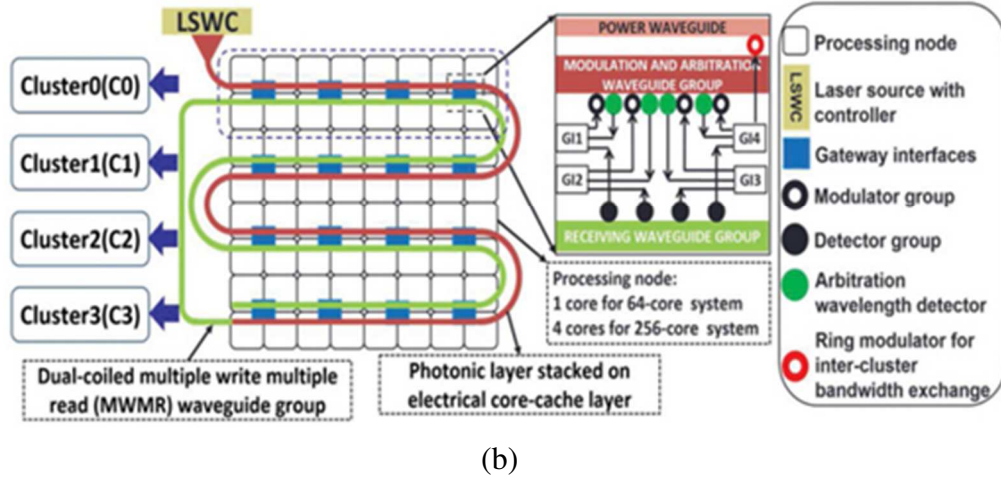 LSWC
Cluster0(C0)
Cluster1(C1)
Cluster2(C2)
Cluster3(C3)
Dual-coiled multiple write multiple
read (MWMR) waveguide group
Photonic layer stacked on
electrical core-cache layer
POWER WAVEGUIDE
MODULATION AND ARBITRATION
WAVEGUIDE GROUP
GI1
GI4
GI2
GI3
RECEIVING WAVEGUIDE GROUP
Processing node:
1 core for 64-core system
4 cores for 256-core system
Processing node
LSWC
Laser source with
controller
Gateway interfaces
Modulator group
Detector group
Arbitration
wavelength detector
Ring modulator for
inter-cluster
bandwidth exchange
(b)